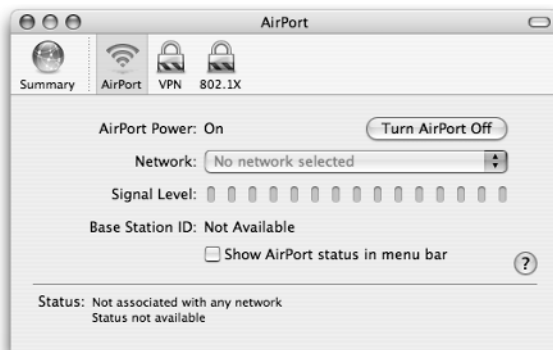 AirPort
Summary AirPort VPN 802.1X
AirPort Power: On Turn AirPort Off
Network: No network selected
Signal Level:
Base Station ID: Not Available
Show AirPort status in menu bar
?
Status: Not associated with any network
Status not available